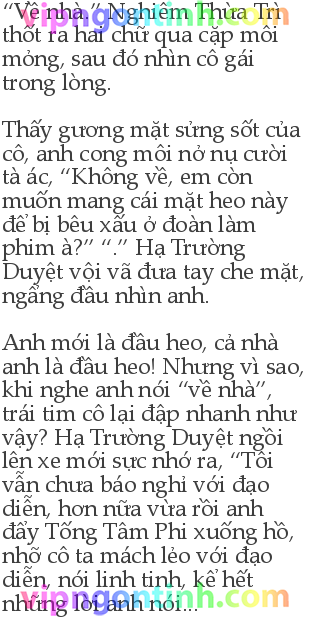 “Về nhà.” Nghiêm Thừa Trì
thốt ra hai chữ qua cặp môi
mỏng, sau đó nhìn cô gái
trong lòng.
Thấy gương mặt sửng sốt của
cô, anh cong môi nở nụ cười
tà ác, “Không về, em còn
muốn mang cái mặt heo này
để bị bêu xấu ở đoàn làm
phim à?” “.” Hạ Trường
Duyệt vội vã đưa tay che mặt,
ngẩng đầu nhìn anh.
Anh mới là đầu heo, cả nhà
anh là đầu heo! Nhưng vì sao,
khi nghe anh nói “về nhà”,
trái tim cô lại đập nhanh như
vậy? Hạ Trường Duyệt ngồi
lên xe mới sực nhớ ra, “Tôi
vẫn chưa báo nghỉ với đạo
diễn, hơn nữa vừa rồi anh
đẩy Tống Tâm Phi xuống hồ,
nhỡ cô ta mách lẻo với đạo
diễn, nói linh tinh, kể hết
những lời anh nói...
vipngontinh.com
vipngontinh.com